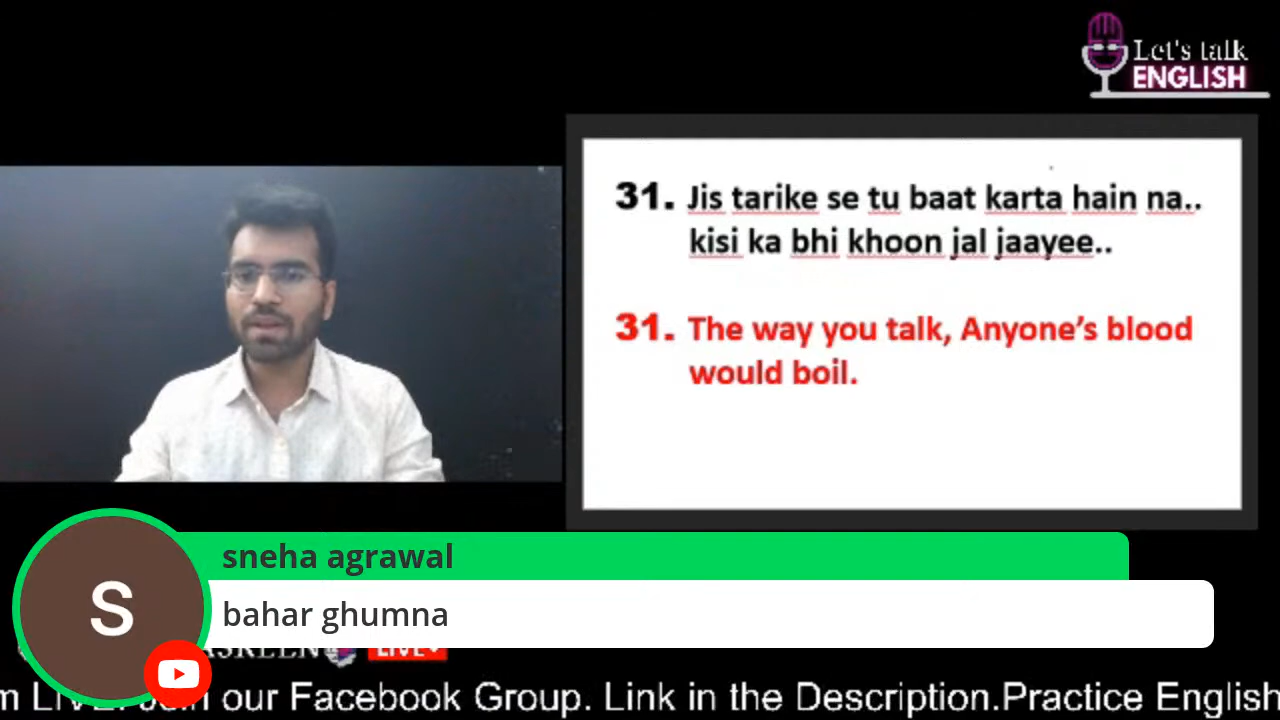 Let's talk
ENGLISH
31. Jis tarike se tu baat karta hain na..
kisi ka bhi khoon jal jaayee..
31. The way you talk, Anyone’s blood
would boil.
sneha agrawal
S
bahar ghumna
LIVE
our Facebook Group. Link in the Description.Practice English